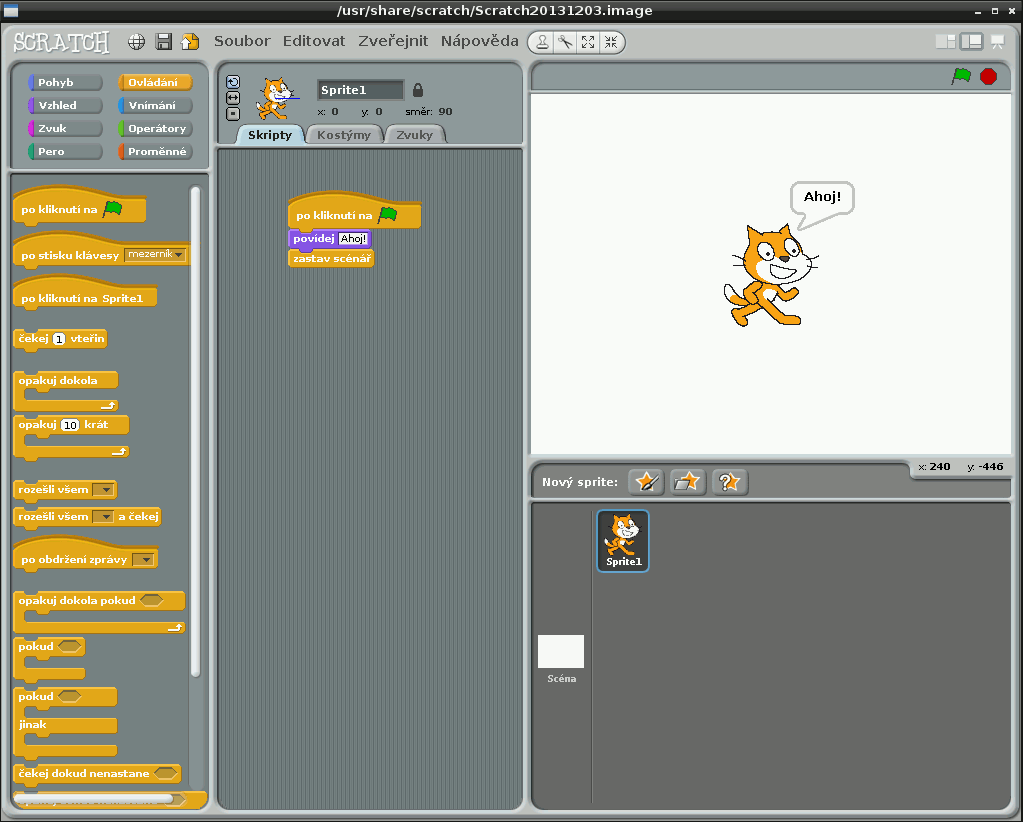 /usr/share/scratch/Scratch20131203.image
SCRATCH Soubor Editovat Zveřejnit Nápověda
Pohyb Ovládání
Vzhled Vnímání
Zvuk Operátory
Pero Proměnné
po kliknutí na
po stisku klávesy mezerník
po kliknutí na Sprite1
čekej 1 vteřin
opakuj dokola
opakuj 10 krát
rozešli všem
rozešli všem a čekej
po obdržení zprávy
opakuj dokola pokud
pokud
pokud
jinak
čekej dokud nenastane
Sprite1
x: 0 y: 0 směr: 90
Skripty Kostýmy Zvuky
po kliknutí na
povídej Ahoj!
zastav scénář
Ahoj!
x: 240 y: -446
Nový sprite:
Sprite1
Scéna